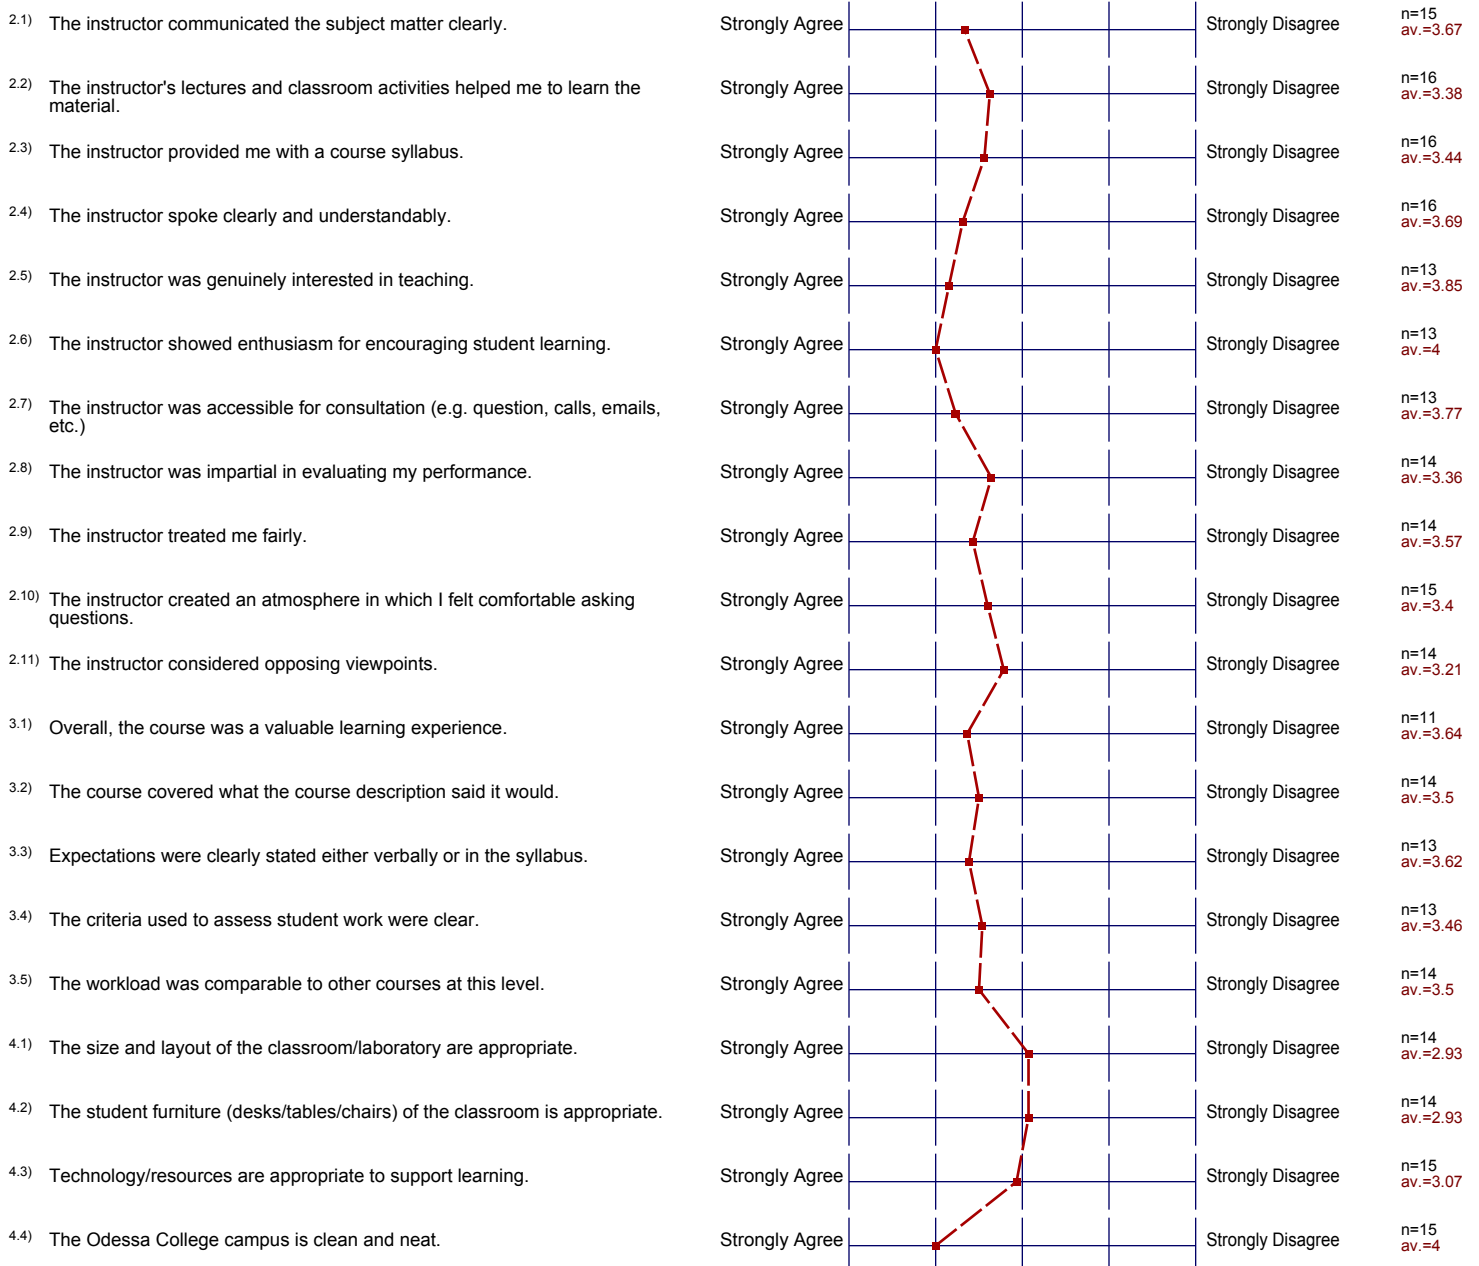 2.1) The instructor communicated the subject matter clearly. Strongly Agree Strongly Disagree n=15
av.=3.67
2.2) The instructor's lectures and classroom activities helped me to learn the Strongly Agree Strongly Disagree n=16
material. av.=3.38
2.3) The instructor provided me with a course syllabus. Strongly Agree Strongly Disagree n=16
av.=3.44
2.4) The instructor spoke clearly and understandably. Strongly Agree Strongly Disagree n=16
av.=3.69
2.5) The instructor was genuinely interested in teaching. Strongly Agree Strongly Disagree n=13
av.=3.85
2.6) The instructor showed enthusiasm for encouraging student learning. Strongly Agree Strongly Disagree n=13
av.=4
2.7) The instructor was accessible for consultation (e.g. question, calls, emails, Strongly Agree Strongly Disagree n=13
etc.) av.=3.77
2.8) The instructor was impartial in evaluating my performance. Strongly Agree Strongly Disagree n=14
av.=3.36
2.9) The instructor treated me fairly. Strongly Agree Strongly Disagree n=14
av.=3.57
2.10) The instructor created an atmosphere in which I felt comfortable asking Strongly Agree Strongly Disagree n=15
questions. av.=3.4
2.11) The instructor considered opposing viewpoints. Strongly Agree Strongly Disagree n=14
av.=3.21
3.1) Overall, the course was a valuable learning experience. Strongly Agree Strongly Disagree n=11
av.=3.64
3.2) The course covered what the course description said it would. Strongly Agree Strongly Disagree n=14
av.=3.5
3.3) Expectations were clearly stated either verbally or in the syllabus. Strongly Agree Strongly Disagree n=13
av.=3.62
3.4) The criteria used to assess student work were clear. Strongly Agree Strongly Disagree n=13
av.=3.46
3.5) The workload was comparable to other courses at this level. Strongly Agree Strongly Disagree n=14
av.=3.5
4.1) The size and layout of the classroom/laboratory are appropriate. Strongly Agree Strongly Disagree n=14
av.=2.93
4.2) The student furniture (desks/tables/chairs) of the classroom is appropriate. Strongly Agree Strongly Disagree n=14
av.=2.93
4.3) Technology/resources are appropriate to support learning. Strongly Agree Strongly Disagree n=15
av.=3.07
4.4) The Odessa College campus is clean and neat. Strongly Agree Strongly Disagree n=15
av.=4